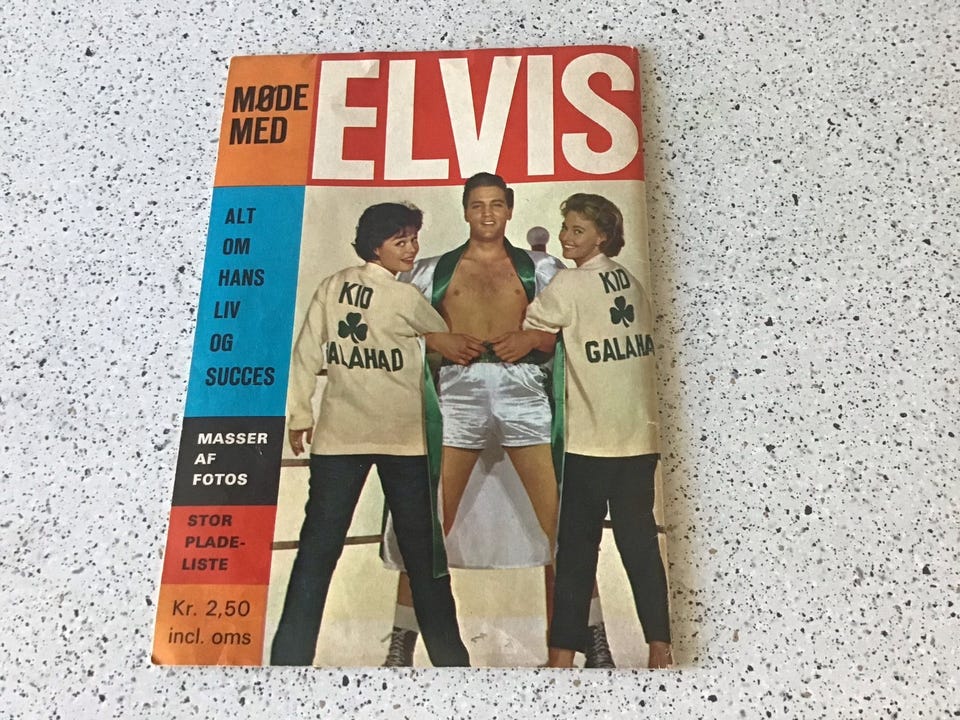 MØDE
MED
ELVIS
ALT
OM
HANS
LIV
OG
SUCCES
MASSER
AF
FOTOS
STOR
PLADE-
LISTE
Kr. 2,50
incl. oms
KID
ALAHAD
KID
GALAHA